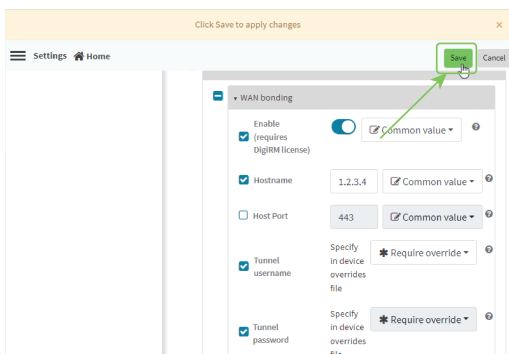 Click Save to apply changes ×
Settings Home
Save Cancel
WAN bonding
Enable
(requires
DigiRM license)
Common value
Hostname 1.2.3.4 Common value
Host Port 443 Common value
Tunnel
username
Specify
in device
overrides
file
Require override
Tunnel
password
Specify
in device
overrides
file
Require override